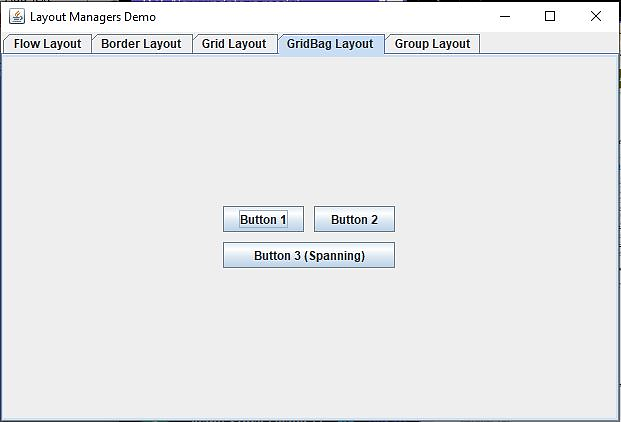 Layout Managers Demo
Flow Layout Border Layout Grid Layout GridBag Layout Group Layout
Button 1 Button 2
Button 3 (Spanning)